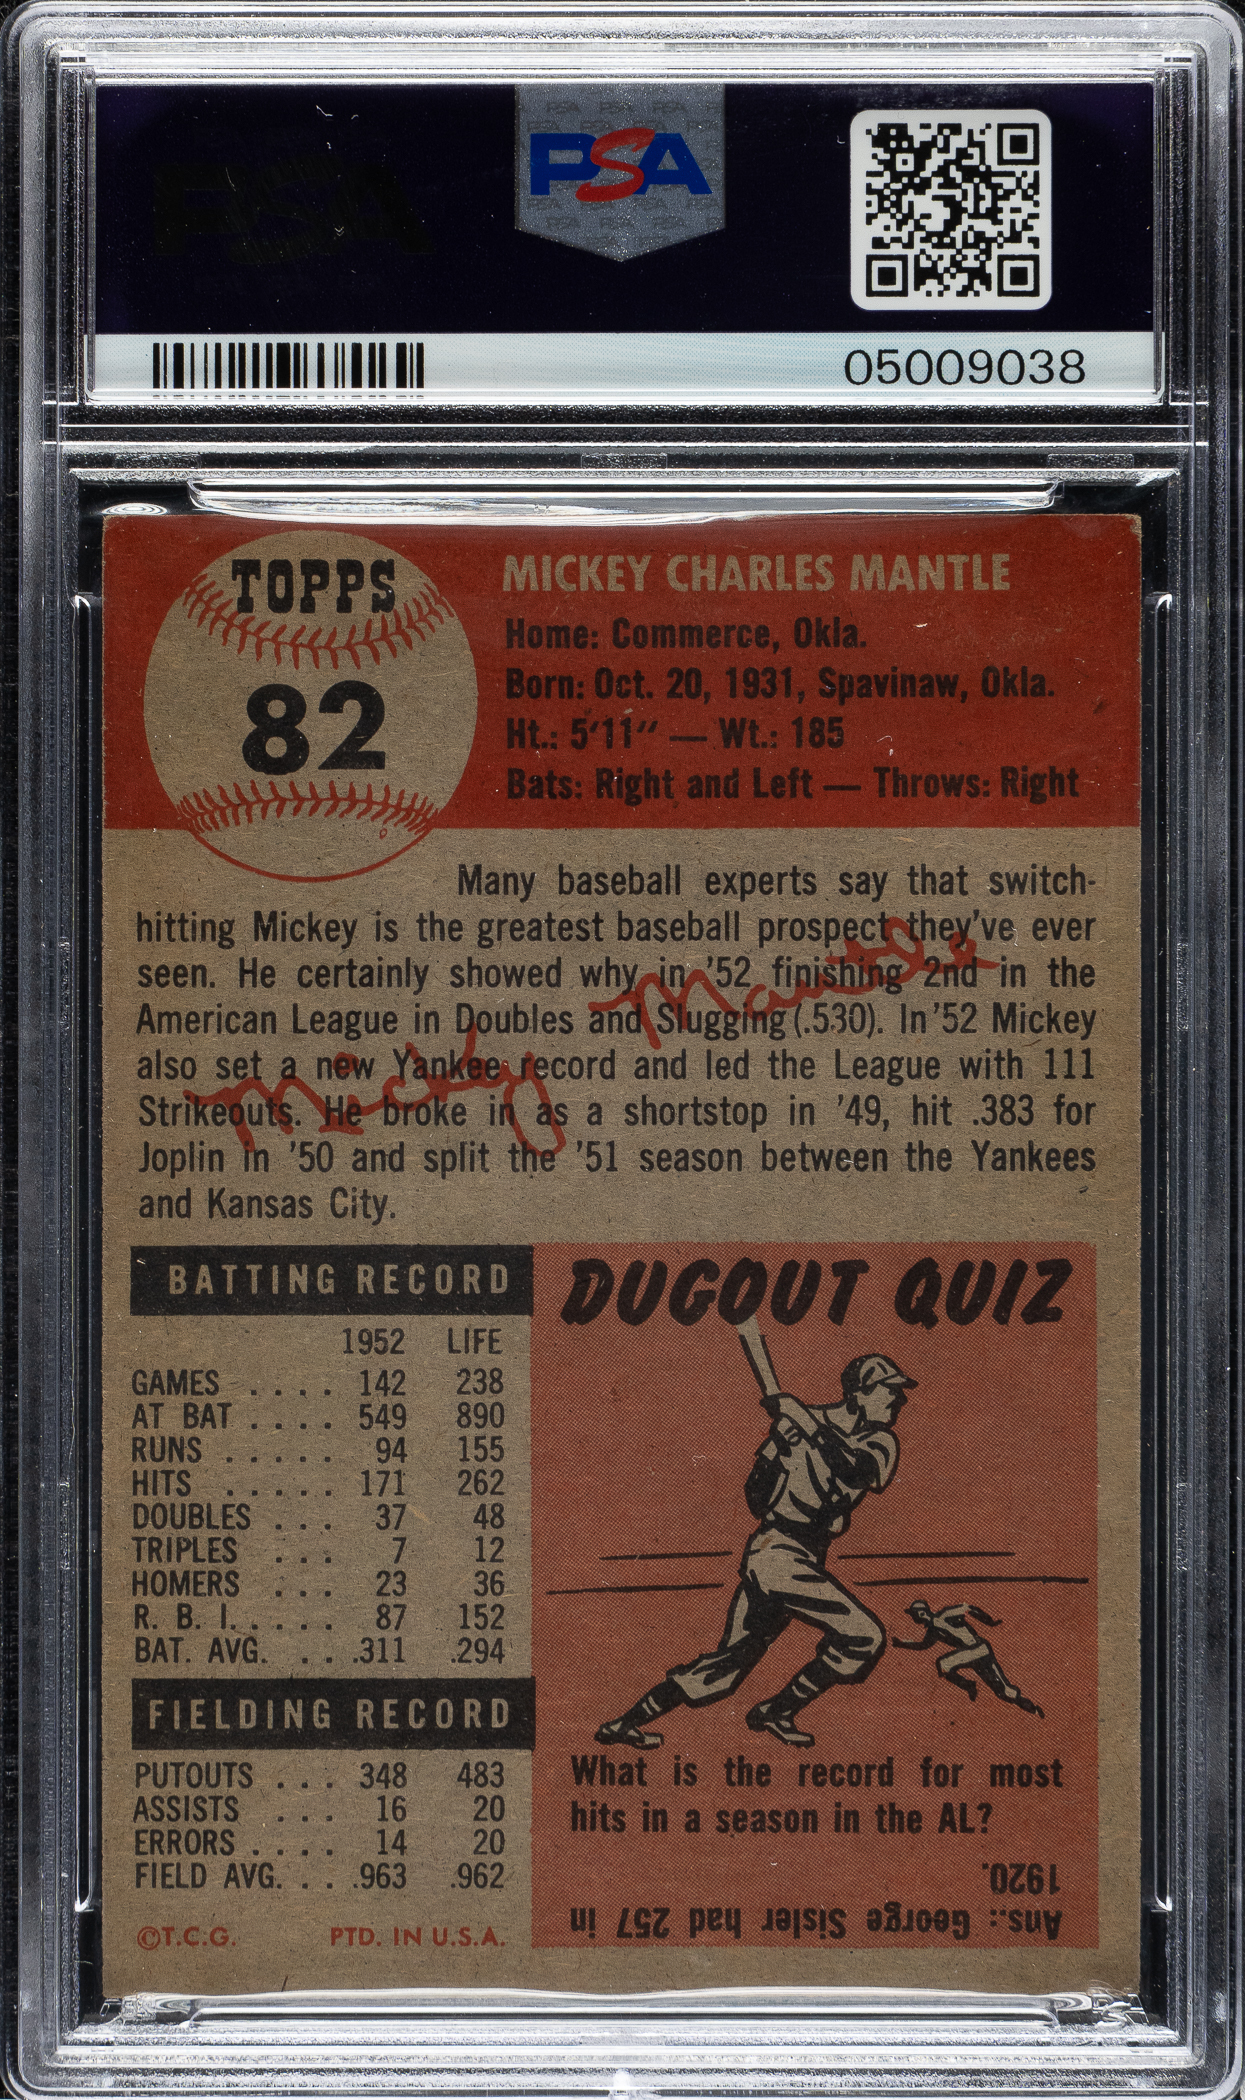 PSA
05009038
TOPPS
82
MICKEY CHARLES MANTLE
Home: Commerce, Okla.
Born: Oct. 20, 1931, Spavinaw, Okla.
Ht.: 5'11" — Wt.: 185
Bats: Right and Left — Throws: Right
Many baseball experts say that switch-
hitting Mickey is the greatest baseball prospect they've ever
seen. He certainly showed why in '52 finishing 2nd in the
American League in Doubles and Slugging (.530). In '52 Mickey
also set a new Yankee record and led the League with 111
Strikeouts. He broke in as a shortstop in '49, hit .383 for
Joplin in '50 and split the '51 season between the Yankees
and Kansas City.
Mickey Mantle
BATTING RECORD
1952 LIFE
GAMES . . . . 142 238
AT BAT . . . . 549 890
RUNS . . . . . 94 155
HITS . . . . . 171 262
DOUBLES . . . 37 48
TRIPLES . . . 7 12
HOMERS . . . 23 36
R. B. I. . . . . 87 152
BAT. AVG. . . .311 .294
FIELDING RECORD
PUTOUTS . . . 348 483
ASSISTS . . . 16 20
ERRORS . . . . 14 20
FIELD AVG. . . .963 .962
©T.C.G. PTD. IN U.S.A.
DUGOUT QUIZ
What is the record for most
hits in a season in the AL?
Ans.: George Sisler had 257 in
1920.